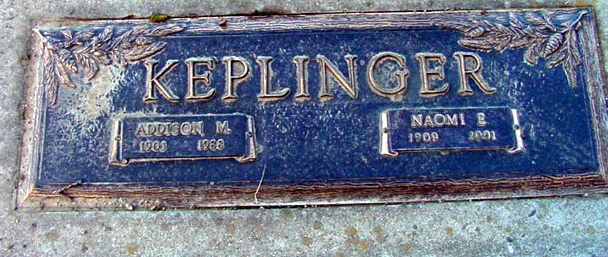 KEPLINGER
ADDISON M.
1903 1988
NAOMI E.
1909 2001